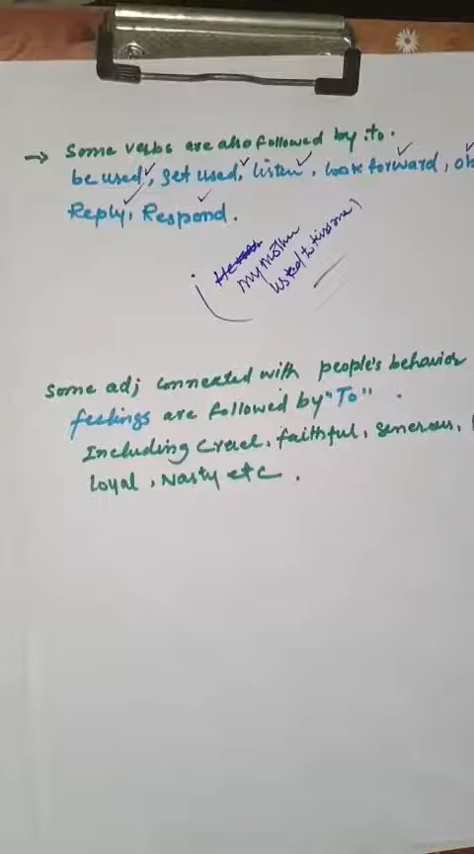 → Some verbs are also followed by to.
be used, get used, listen, look forward, ob
Reply, Respond.
My mother
used to
Some adj connected with people's behavior
feelings are followed by "To".
Including cruel, faithful, generous,
loyal, Nasty etc.